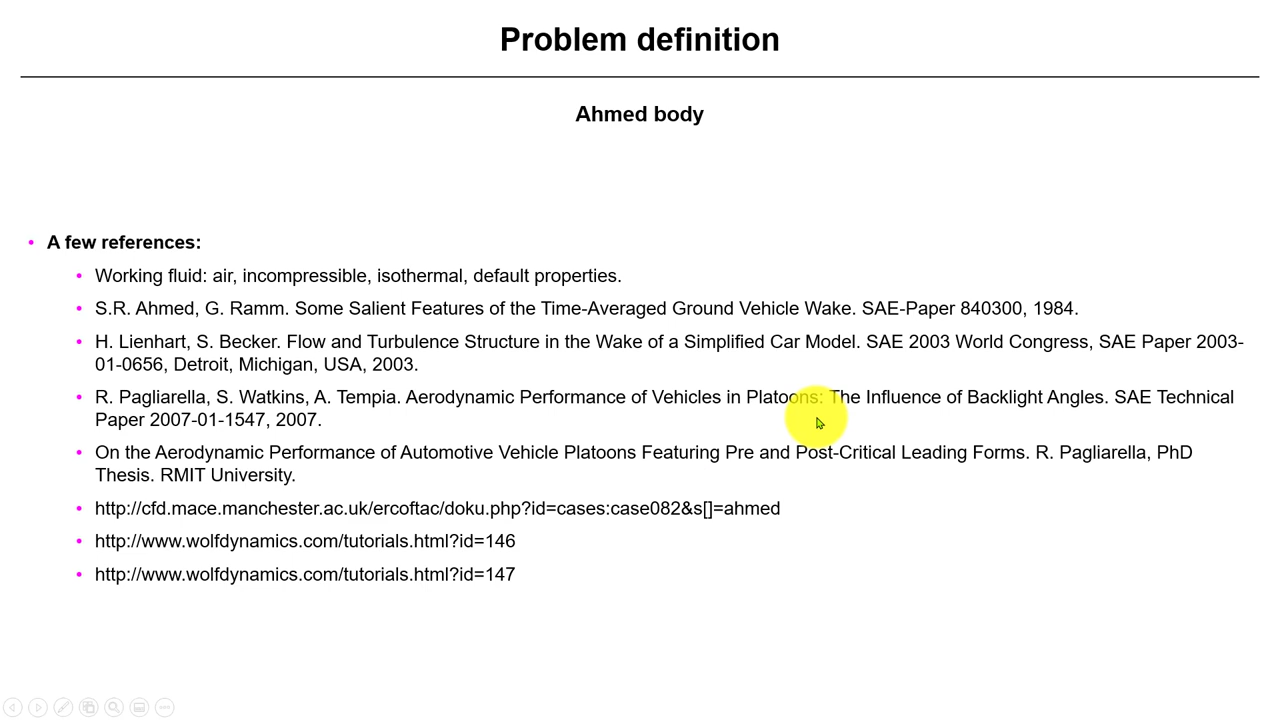 Problem definition
Ahmed body
• A few references:
• Working fluid: air, incompressible, isothermal, default properties.
• S.R. Ahmed, G. Ramm. Some Salient Features of the Time-Averaged Ground Vehicle Wake. SAE-Paper 840300, 1984.
• H. Lienhart, S. Becker. Flow and Turbulence Structure in the Wake of a Simplified Car Model. SAE 2003 World Congress, SAE Paper 2003-
01-0656, Detroit, Michigan, USA, 2003.
• R. Pagliarella, S. Watkins, A. Tempia. Aerodynamic Performance of Vehicles in Platoons: The Influence of Backlight Angles. SAE Technical
Paper 2007-01-1547, 2007.
• On the Aerodynamic Performance of Automotive Vehicle Platoons Featuring Pre and Post-Critical Leading Forms. R. Pagliarella, PhD
Thesis. RMIT University.
• http://cfd.mace.manchester.ac.uk/ercoftac/doku.php?id=cases:case082&s[]=ahmed
• http://www.wolfdynamics.com/tutorials.html?id=146
• http://www.wolfdynamics.com/tutorials.html?id=147